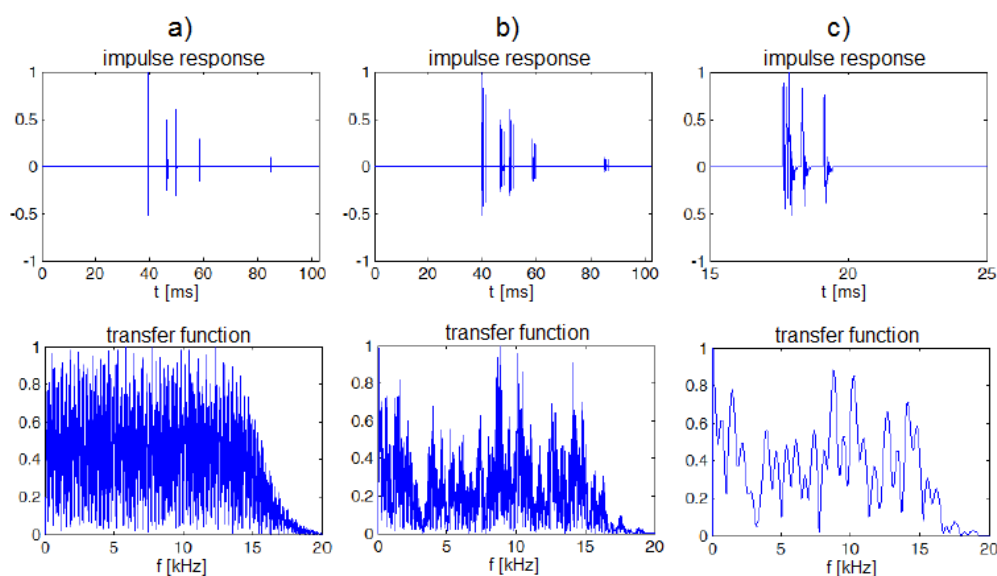 a)
impulse response
1
0.5
0
-0.5
-1
0 20 40 60 80 100
t [ms]
transfer function
1
0.8
0.6
0.4
0.2
0
0 5 10 15 20
f [kHz]
b)
impulse response
1
0.5
0
-0.5
-1
0 20 40 60 80 100
t [ms]
transfer function
1
0.8
0.6
0.4
0.2
0
0 5 10 15 20
f [kHz]
c)
impulse response
1
0.5
0
-0.5
-1
15 20 25
t [ms]
transfer function
1
0.8
0.6
0.4
0.2
0
0 5 10 15 20
f [kHz]